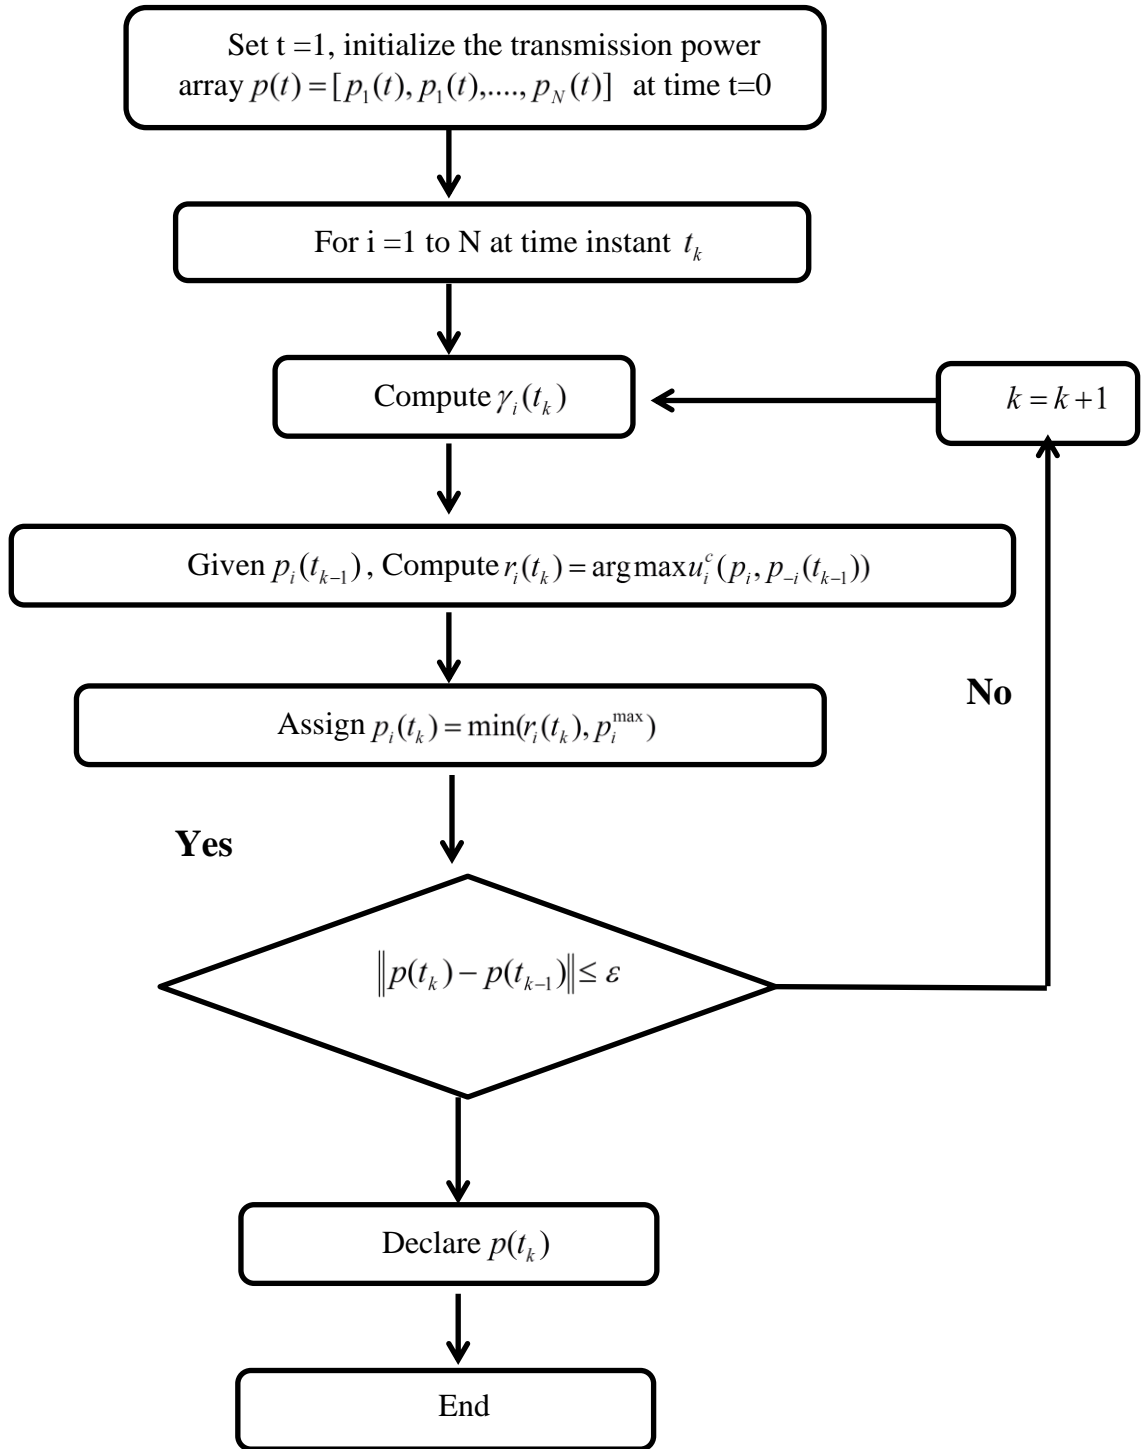 Set t =1, initialize the transmission power
array p(t) = [p₁(t), p₁(t),...., p_N(t)] at time t=0
For i =1 to N at time instant t_k
Compute γ_i(t_k)
k = k +1
Given p_i(t_{k−1}), Compute r_i(t_k) = arg max u_i^c(p_i, p_{−i}(t_{k−1}))
Assign p_i(t_k) = min(r_i(t_k), p_i^{max})
No
Yes
‖p(t_k) − p(t_{k−1})‖ ≤ ε
Declare p(t_k)
End